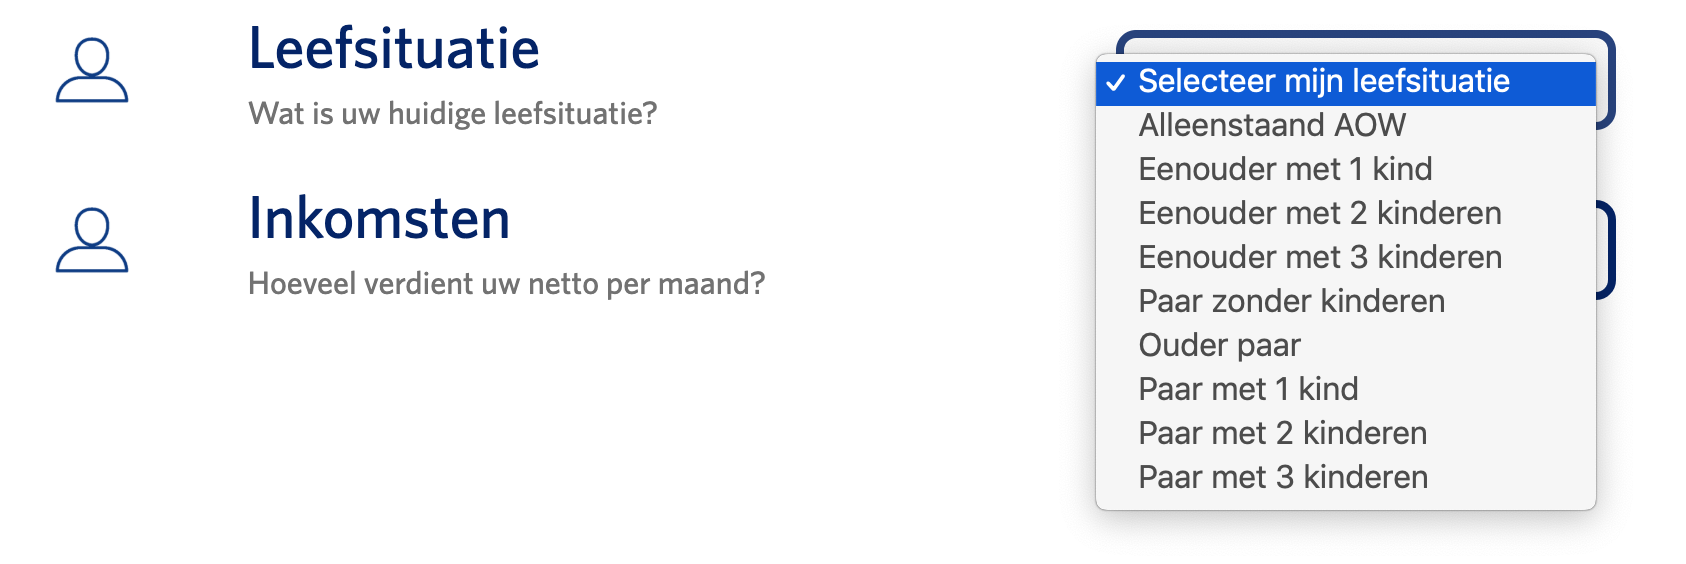 Leefsituatie
Wat is uw huidige leefsituatie?
✓ Selecteer mijn leefsituatie
Alleenstaand AOW
Eenouder met 1 kind
Eenouder met 2 kinderen
Eenouder met 3 kinderen
Paar zonder kinderen
Ouder paar
Paar met 1 kind
Paar met 2 kinderen
Paar met 3 kinderen
Inkomsten
Hoeveel verdient uw netto per maand?